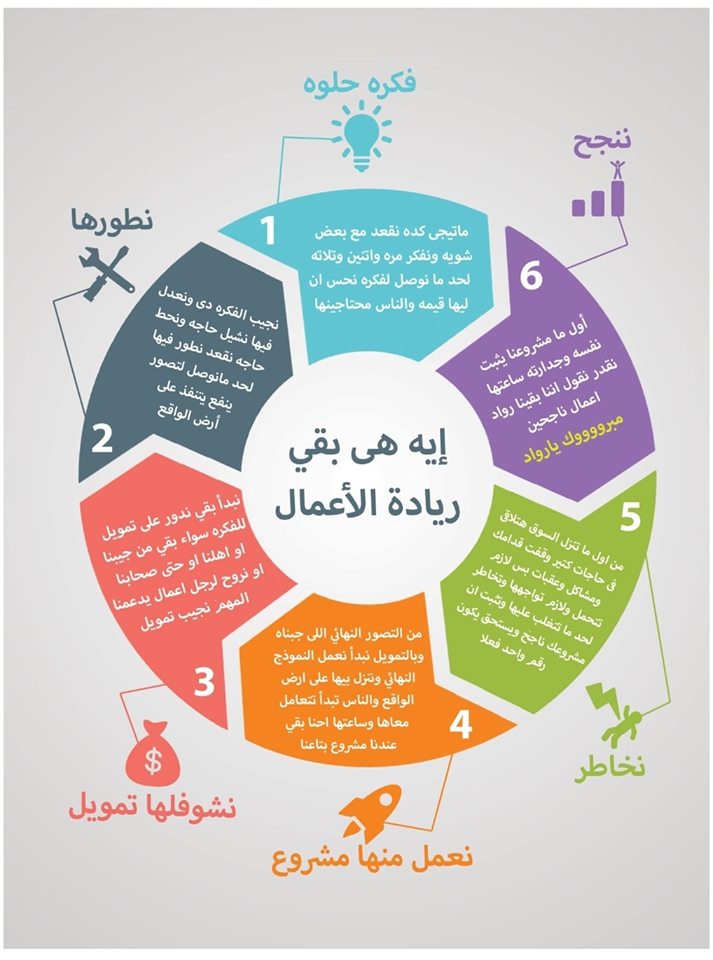 إيه هى بقي
ريادة الأعمال
فكره حلوه
1
ماتيجى كده نقعد مع بعض
شويه ونفكر مره واتنين وتلاته
لحد ما نوصل لفكره نحس ان
ليها قيمه والناس محتاجينها
نطورها
2
نجيب الفكره دى ونعدل
فيها نشيل حاجه ونحط
حاجه نقعد نطور فيها
لحد مانوصل لتصور
ينفع يتنفذ على
أرض الواقع
نشوفلها تمويل
3
نبدأ بقي ندور على تمويل
للفكره سواء بقي من جيبنا
او اهلنا او حتى صحابنا
او نروح لرجل اعمال يدعمنا
المهم نجيب تمويل
نعمل منها مشروع
4
من التصور النهائي اللى جبناه
وبالتمويل نبدأ نعمل النموذج
النهائي وننزل بيها على ارض
الواقع والناس تبدأ تتعامل
معاها وساعتها احنا بقي
عندنا مشروع بتاعنا
نخاطر
5
من اول ما تنزل السوق هتلاقى
فى حاجات كتير وقفت قدامك
ومشاكل وعقبات بس لازم
تتحمل ولازم تواجهها وتخاطر
لحد ما تتغلب عليها وتثبت ان
مشروعك ناجح ويستحق يكون
رقم واحد فعلا
ننجح
6
أول ما مشروعنا يثبت
نفسه وجدارته ساعتها
نقدر نقول اننا بقينا رواد
اعمال ناجحين
مبروووووك يارواد